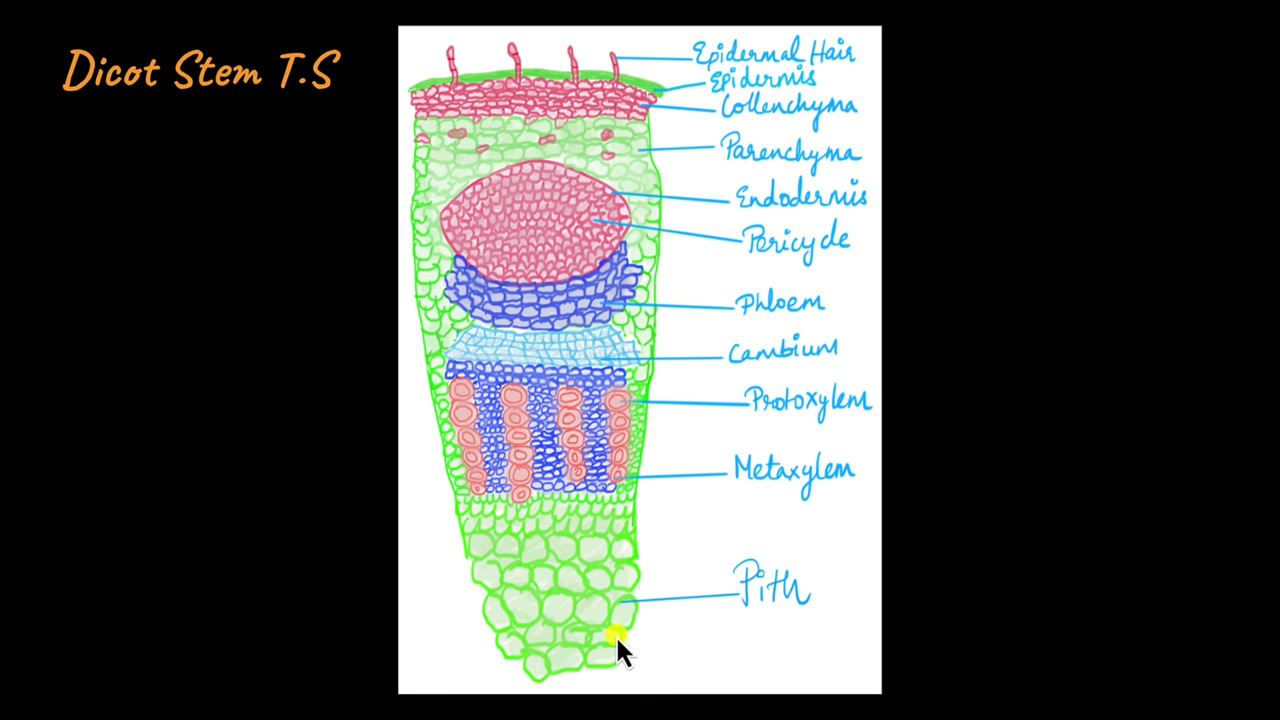 Dicot Stem T.S
Epidermal Hair
Epidermis
Collenchyma
Parenchyma
Endodermis
Pericycle
Phloem
Cambium
Protoxylem
Metaxylem
Pith